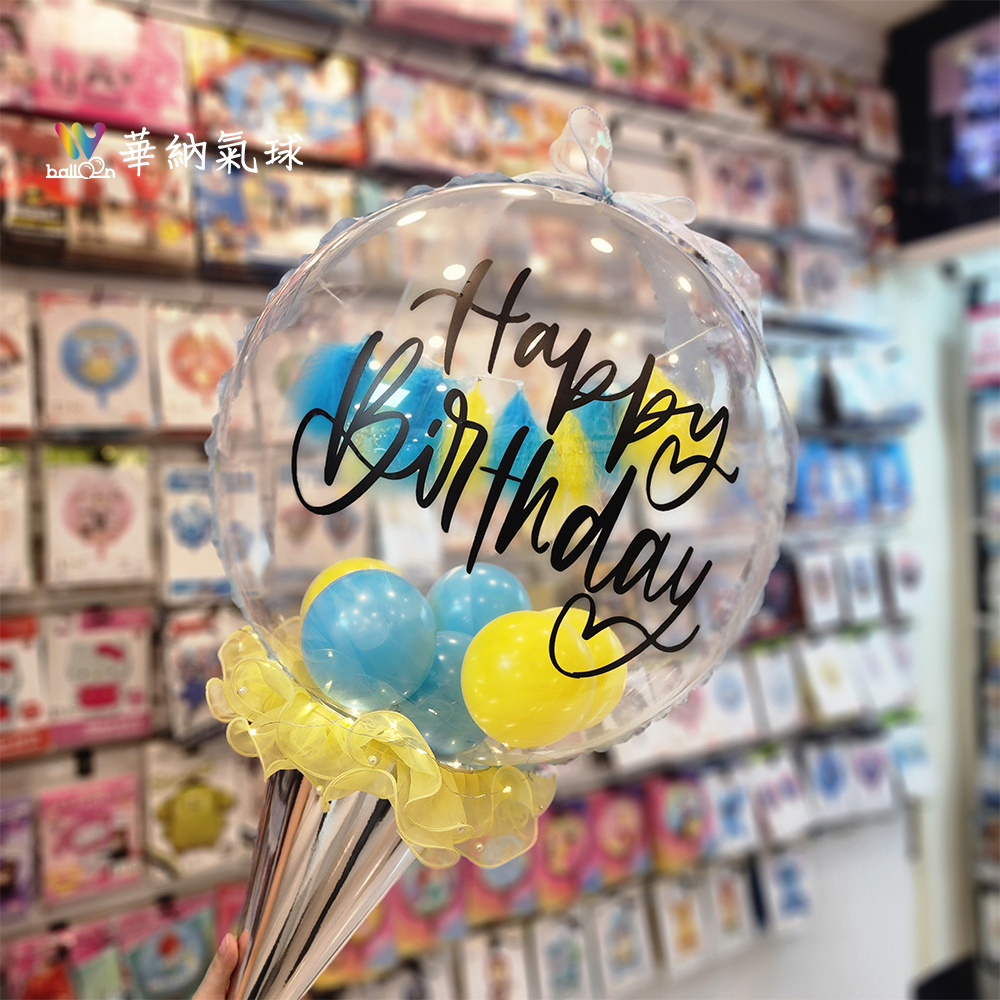 balloon 華納氣球
Happy
Birthday